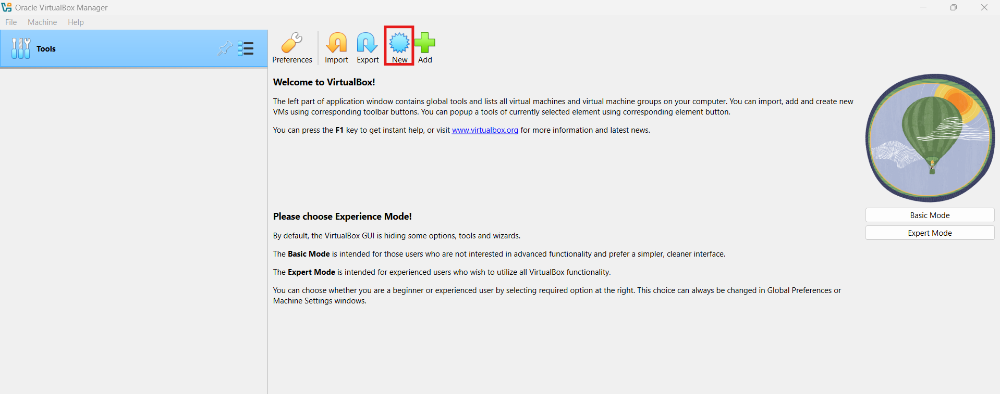 Oracle VirtualBox Manager
File Machine Help
Tools
Preferences Import Export New Add
Welcome to VirtualBox!
The left part of application window contains global tools and lists all virtual machines and virtual machine groups on your computer. You can import, add and create new
VMs using corresponding toolbar buttons. You can popup a tools of currently selected element using corresponding element button.
You can press the F1 key to get instant help, or visit www.virtualbox.org for more information and latest news.
Please choose Experience Mode!
By default, the VirtualBox GUI is hiding some options, tools and wizards.
The Basic Mode is intended for those users who are not interested in advanced functionality and prefer a simpler, cleaner interface.
The Expert Mode is intended for experienced users who wish to utilize all VirtualBox functionality.
You can choose whether you are a beginner or experienced user by selecting required option at the right. This choice can always be changed in Global Preferences or
Machine Settings windows.
Basic Mode
Expert Mode